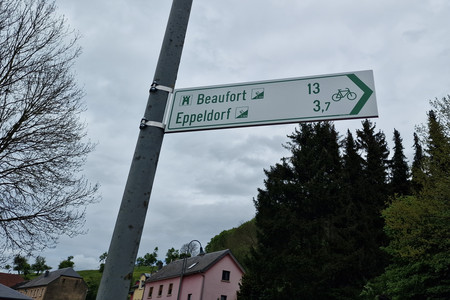 Beaufort 13
Eppeldorf 3,7